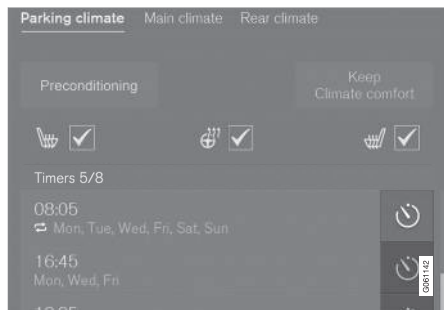 Parking climate Main climate Rear climate
Preconditioning
Keep
Climate comfort
Timers 5/8
08:05
Mon, Tue, Wed, Fri, Sat, Sun
16:45
Mon, Wed, Fri
G061142